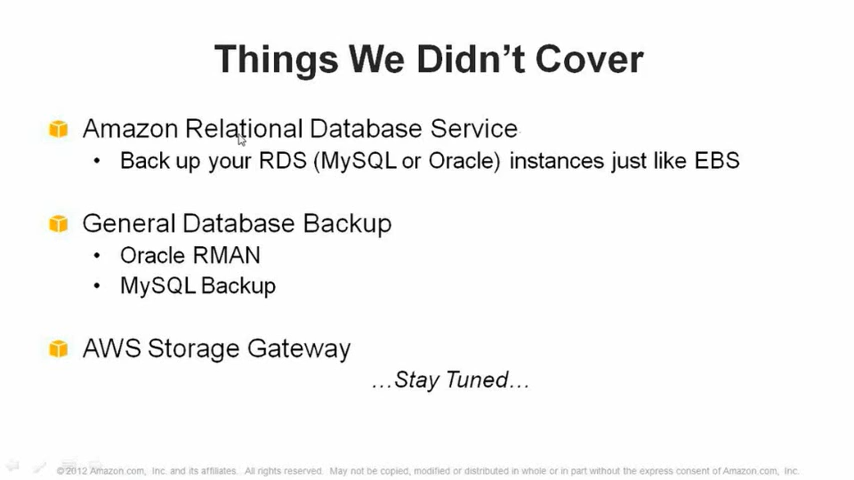 Things We Didn't Cover
Amazon Relational Database Service
• Back up your RDS (MySQL or Oracle) instances just like EBS
General Database Backup
• Oracle RMAN
• MySQL Backup
AWS Storage Gateway
…Stay Tuned…
©2012 Amazon.com, Inc. and its affiliates. All rights reserved. May not be copied, modified or distributed in whole or in part without the express consent of Amazon.com, Inc.